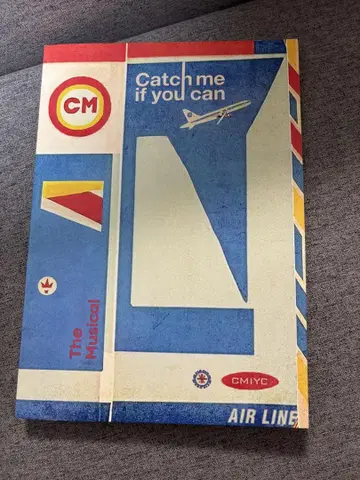 CM
Catch me
if you can
The
Musical
CMIYC
AIR LINE